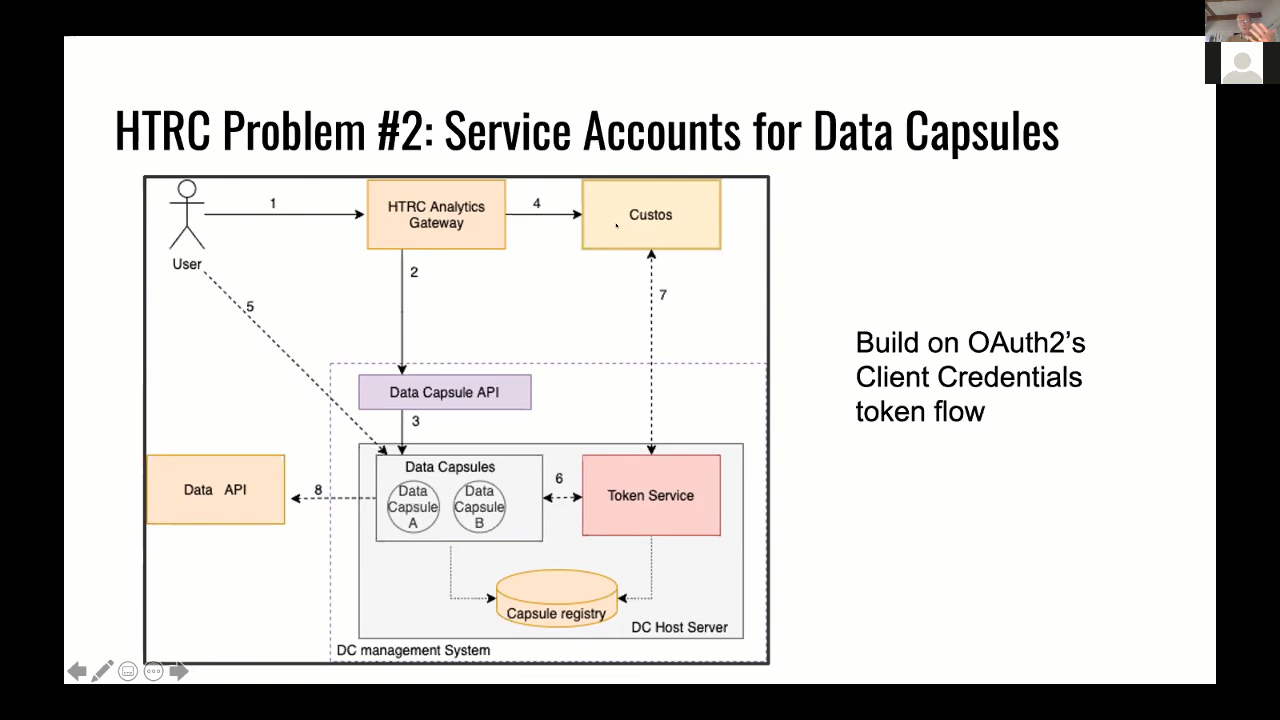 HTRC Problem #2: Service Accounts for Data Capsules
1
HTRC Analytics
Gateway
4
Custos
User
2
7
5
Build on OAuth2's
Client Credentials
token flow
Data Capsule API
3
Data Capsules
Data
Capsule
A
Data
Capsule
B
6
Token Service
Data API
8
Capsule registry
DC Host Server
DC management System